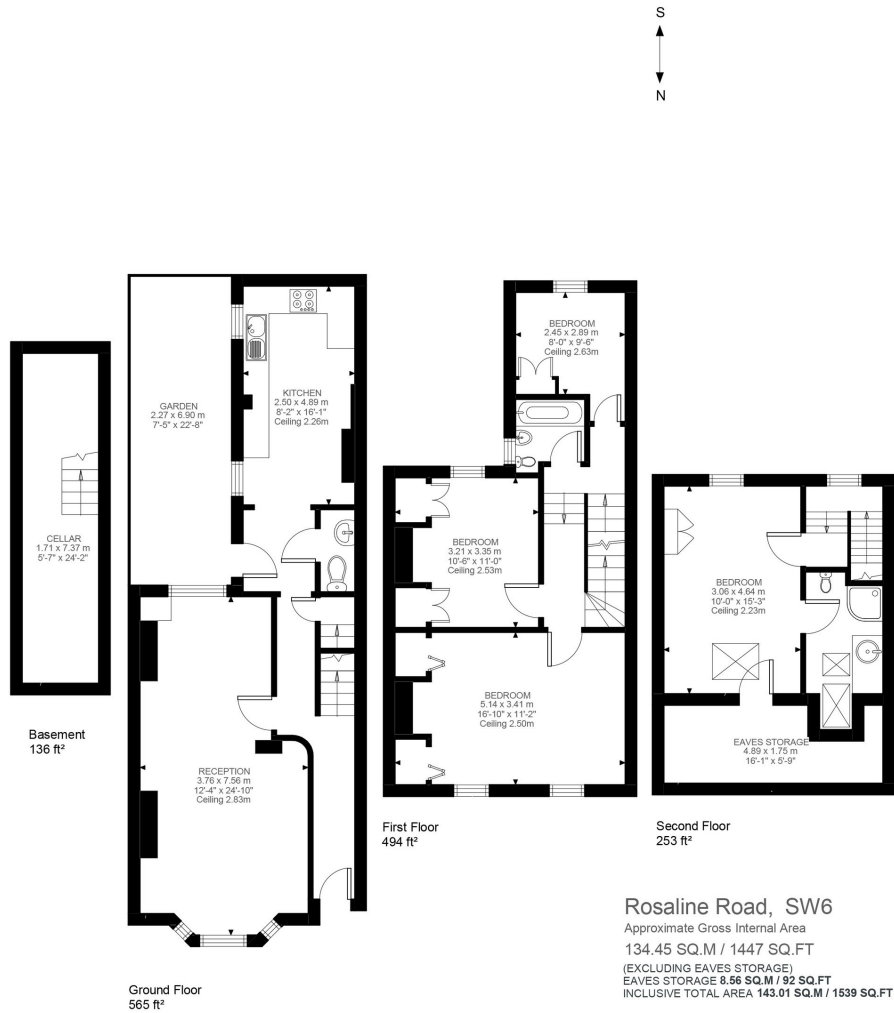 S
N
BEDROOM
2.45 x 2.89 m
8'-0" x 9'-6"
Ceiling 2.63m
KITCHEN
2.50 x 4.89 m
8'-2" x 16'-1"
Ceiling 2.26m
GARDEN
2.27 x 6.90 m
7'-5" x 22'-8"
CELLAR
1.71 x 7.37 m
5'-7" x 24'-2"
BEDROOM
3.21 x 3.35 m
10'-6" x 11'-0"
Ceiling 2.53m
BEDROOM
3.06 x 4.64 m
10'-0" x 15'-3"
Ceiling 2.23m
BEDROOM
5.14 x 3.41 m
16'-10" x 11'-2"
Ceiling 2.50m
Basement
136 ft²
RECEPTION
3.76 x 7.56 m
12'-4" x 24'-10"
Ceiling 2.83m
EAVES STORAGE
4.89 x 1.75 m
16'-1" x 5'-9"
First Floor
494 ft²
Second Floor
253 ft²
Ground Floor
565 ft²
Rosaline Road, SW6
Approximate Gross Internal Area
134.45 SQ.M / 1447 SQ.FT
(EXCLUDING EAVES STORAGE)
EAVES STORAGE 8.56 SQ.M / 92 SQ.FT
INCLUSIVE TOTAL AREA 143.01 SQ.M / 1539 SQ.FT